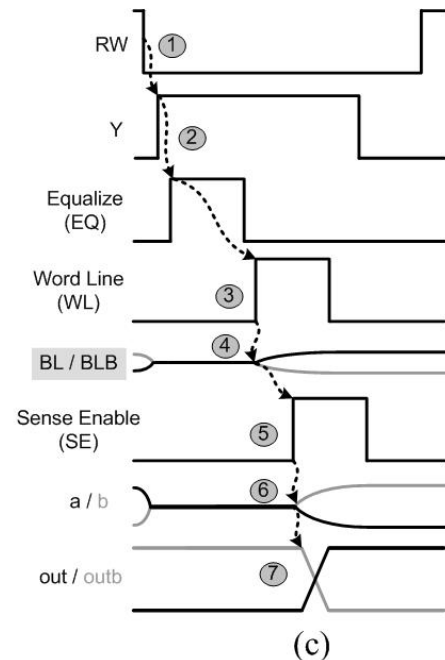 RW
1
Y
2
Equalize
(EQ)
Word Line
(WL)
3
4
BL / BLB
Sense Enable
(SE)
5
6
a / b
7
out / outb
(c)